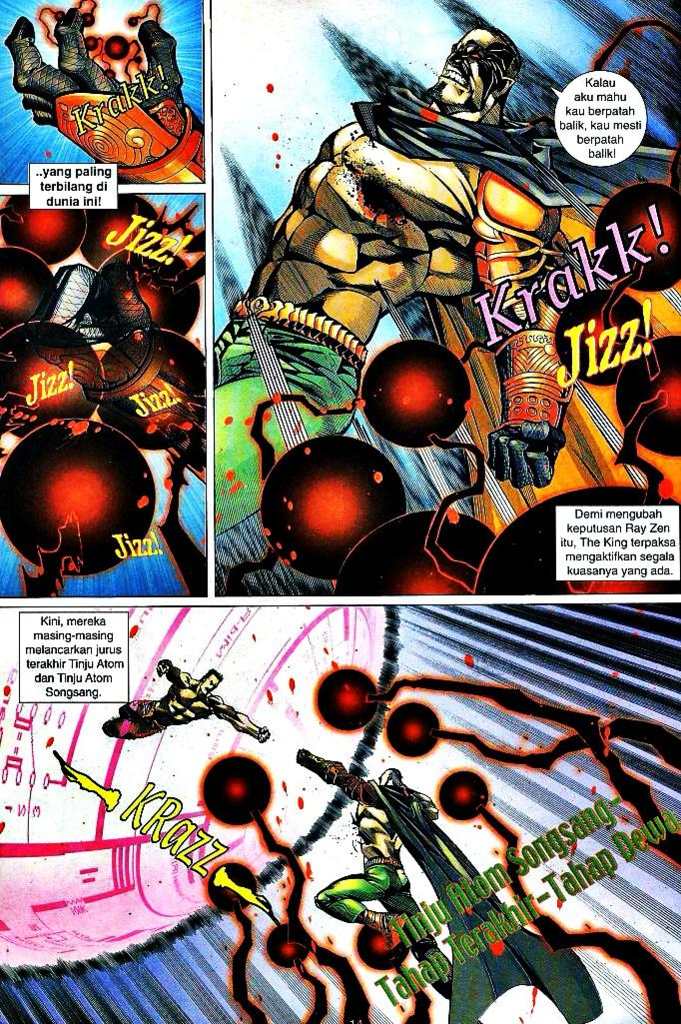 Krakk!
..yang paling
terbilang di
dunia ini!
Jizz!
Jizz!
Jizz!
Jizz!
Kalau
aku mahu
kau berpatah
balik, kau mesti
berpatah
balik!
Krakk!
Jizz!
Demi mengubah
keputusan Ray Zen
itu, The King terpaksa
mengaktifkan segala
kuasanya yang ada.
Kini, mereka
masing-masing
melancarkan jurus
terakhir Tinju Atom
dan Tinju Atom
Songsang.
KRazz
Tinju Atom Songsang-
Tahap Terakhir-Tahap Dewa
14